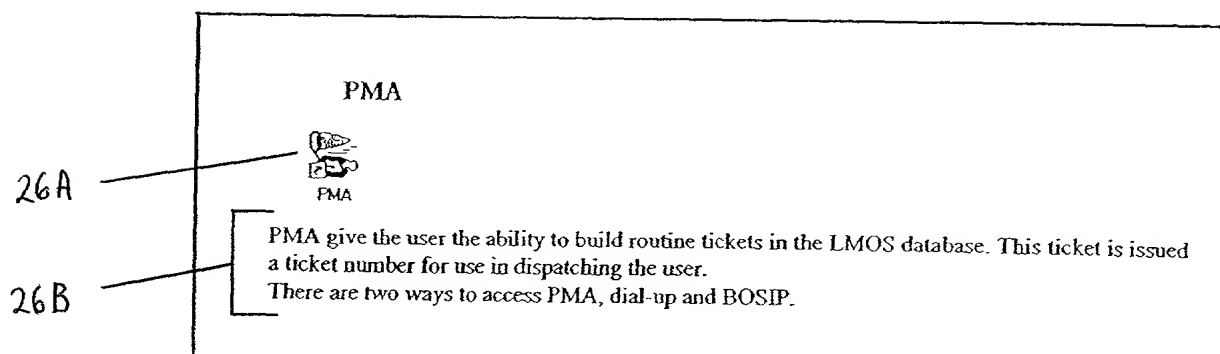 PMA
26A
PMA
PMA give the user the ability to build routine tickets in the LMOS database. This ticket is issued
a ticket number for use in dispatching the user.
There are two ways to access PMA, dial-up and BOSIP.
26B